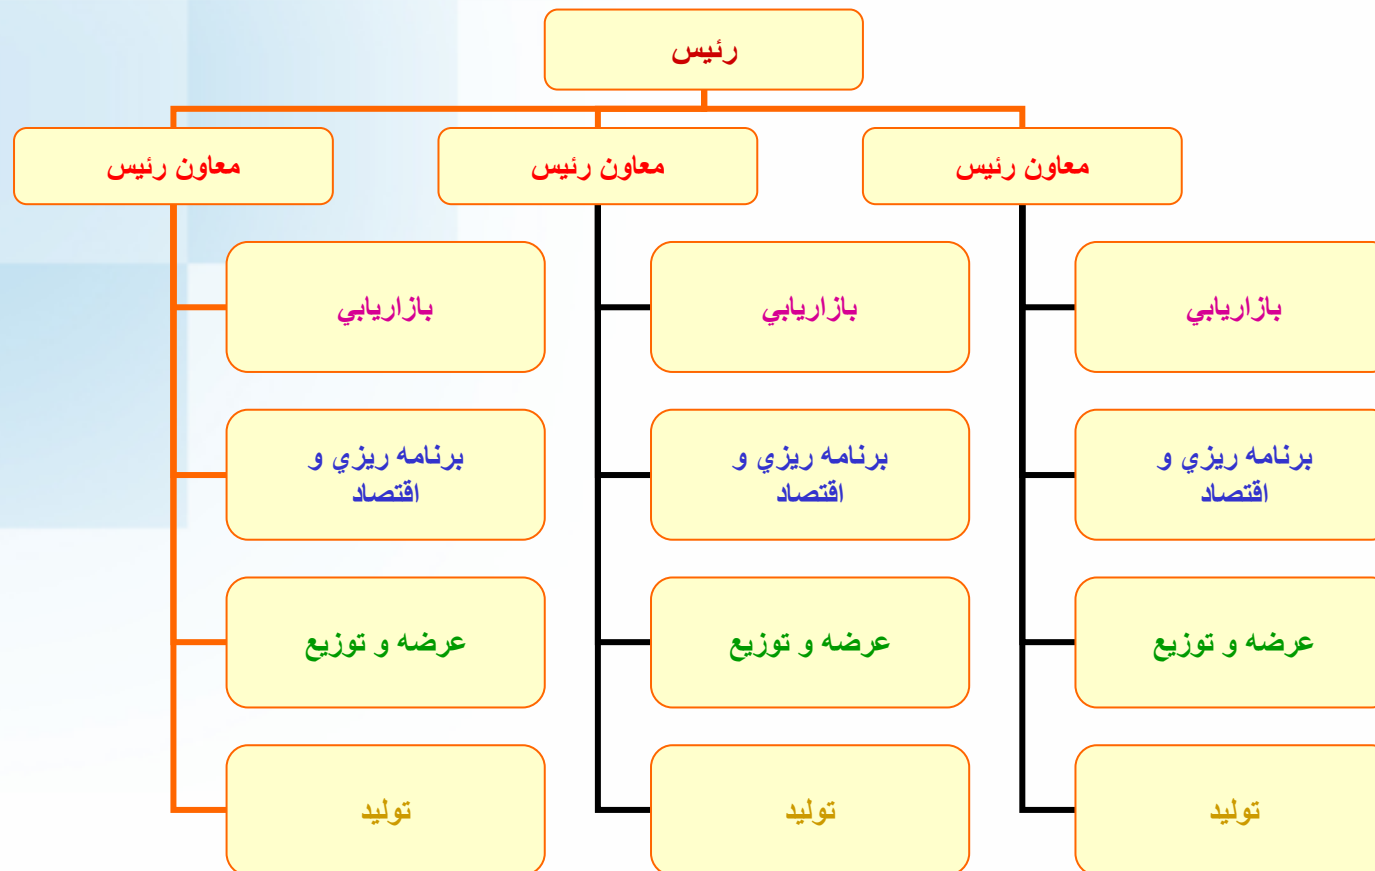 رئيس
معاون رئيس
معاون رئيس
معاون رئيس
بازاريابي
بازاريابي
بازاريابي
برنامه ريزي و
اقتصاد
برنامه ريزي و
اقتصاد
برنامه ريزي و
اقتصاد
عرضه و توزيع
عرضه و توزيع
عرضه و توزيع
توليد
توليد
توليد